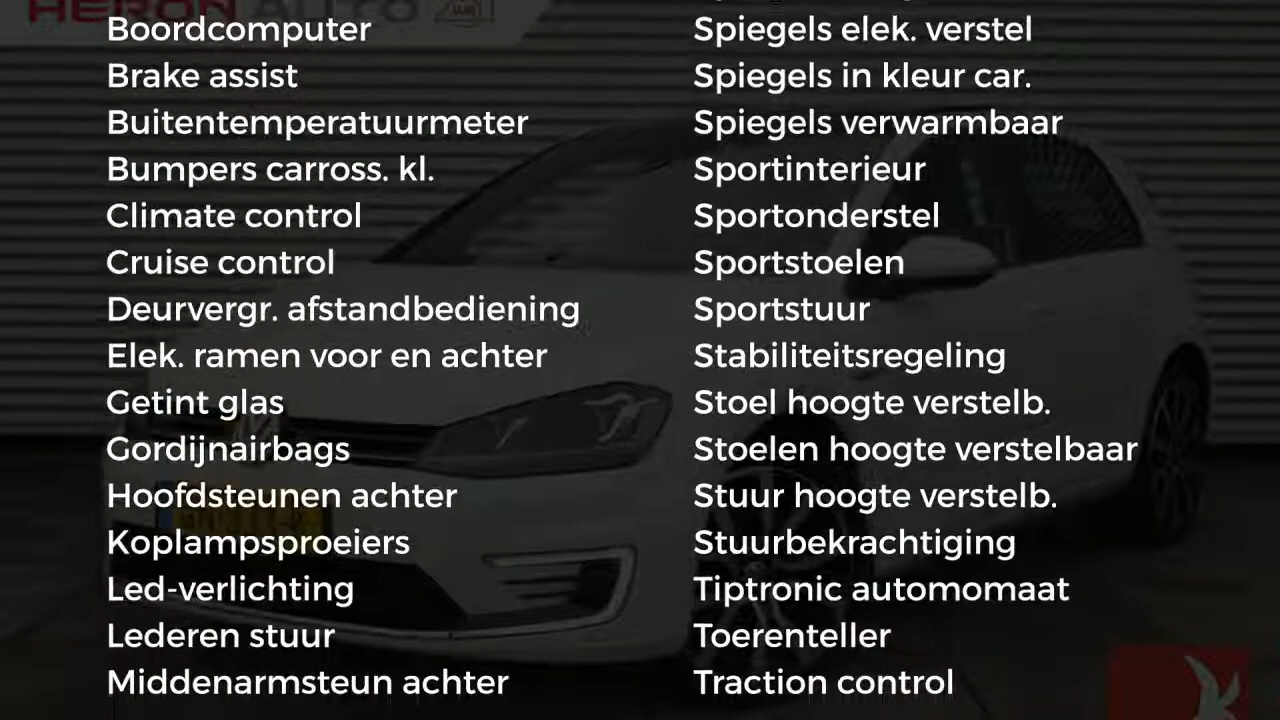 HERON AUTO
Boordcomputer
Brake assist
Buitentemperatuurmeter
Bumpers carross. kl.
Climate control
Cruise control
Deurvergr. afstandbediening
Elek. ramen voor en achter
Getint glas
Gordijnairbags
Hoofdsteunen achter
Koplampsproeiers
Led-verlichting
Lederen stuur
Middenarmsteun achter
Spiegels elek. verstel
Spiegels in kleur car.
Spiegels verwarmbaar
Sportinterieur
Sportonderstel
Sportstoelen
Sportstuur
Stabiliteitsregeling
Stoel hoogte verstelb.
Stoelen hoogte verstelbaar
Stuur hoogte verstelb.
Stuurbekrachtiging
Tiptronic automomaat
Toerenteller
Traction control